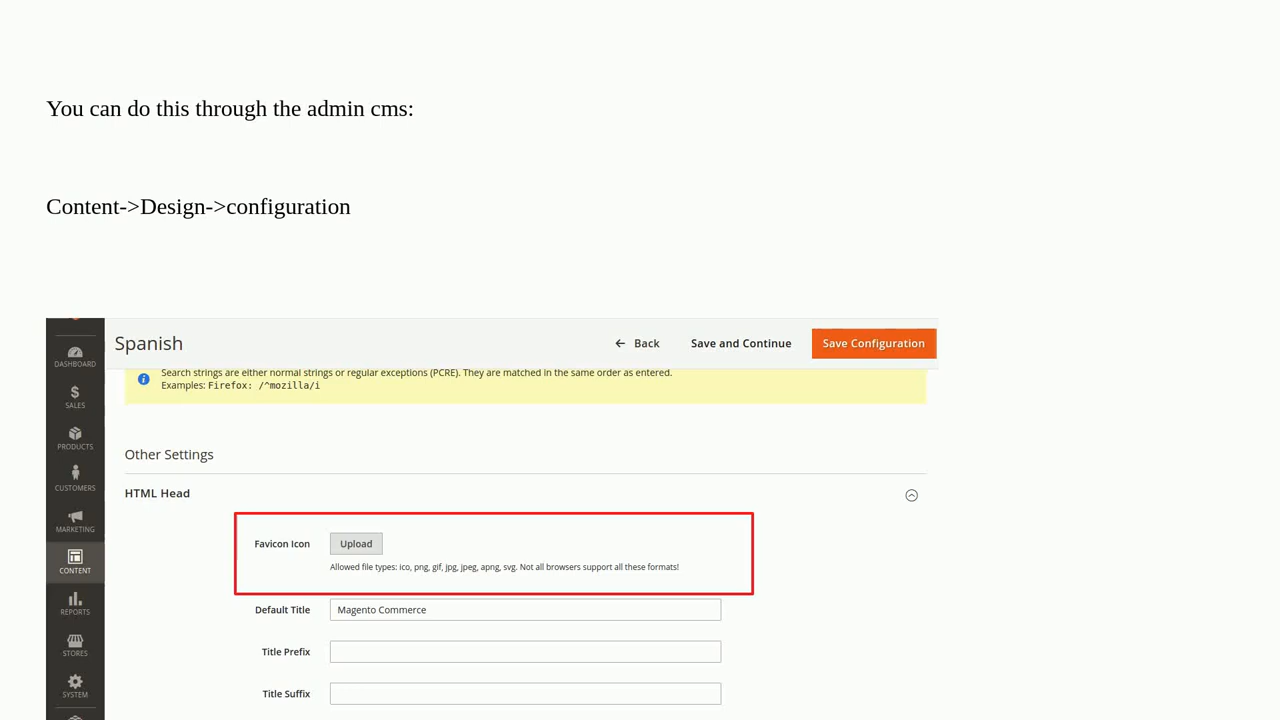 You can do this through the admin cms:
Content->Design->configuration
Spanish
Back
Save and Continue
Save Configuration
Search strings are either normal strings or regular exceptions (PCRE). They are matched in the same order as entered.
Examples: Firefox: /^mozilla/i
DASHBOARD
SALES
PRODUCTS
CUSTOMERS
MARKETING
CONTENT
REPORTS
STORES
SYSTEM
Other Settings
HTML Head
Favicon Icon
Upload
Allowed file types: ico, png, gif, jpg, jpeg, apng, svg. Not all browsers support all these formats!
Default Title
Magento Commerce
Title Prefix
Title Suffix